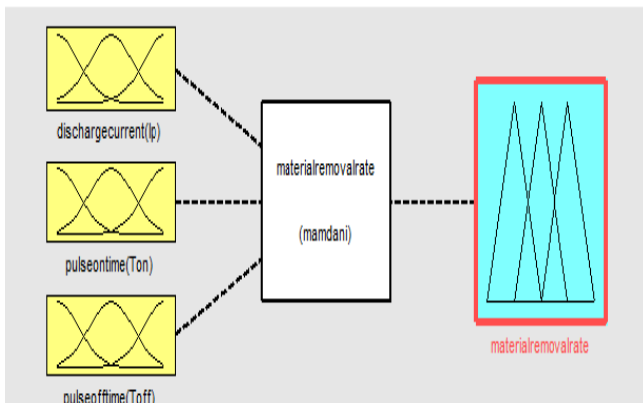 dischargecurrent(Ip)
materialremovalrate
(mamdani)
pulseontime(Ton)
materialremovalrate
pulseofftime(Toff)